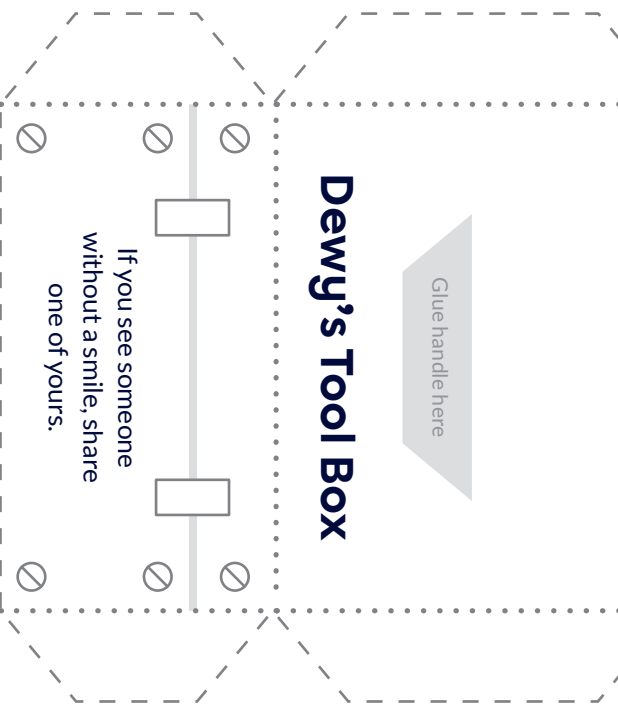 Glue handle here
Dewy’s Tool Box
If you see someone
without a smile, share
one of yours.